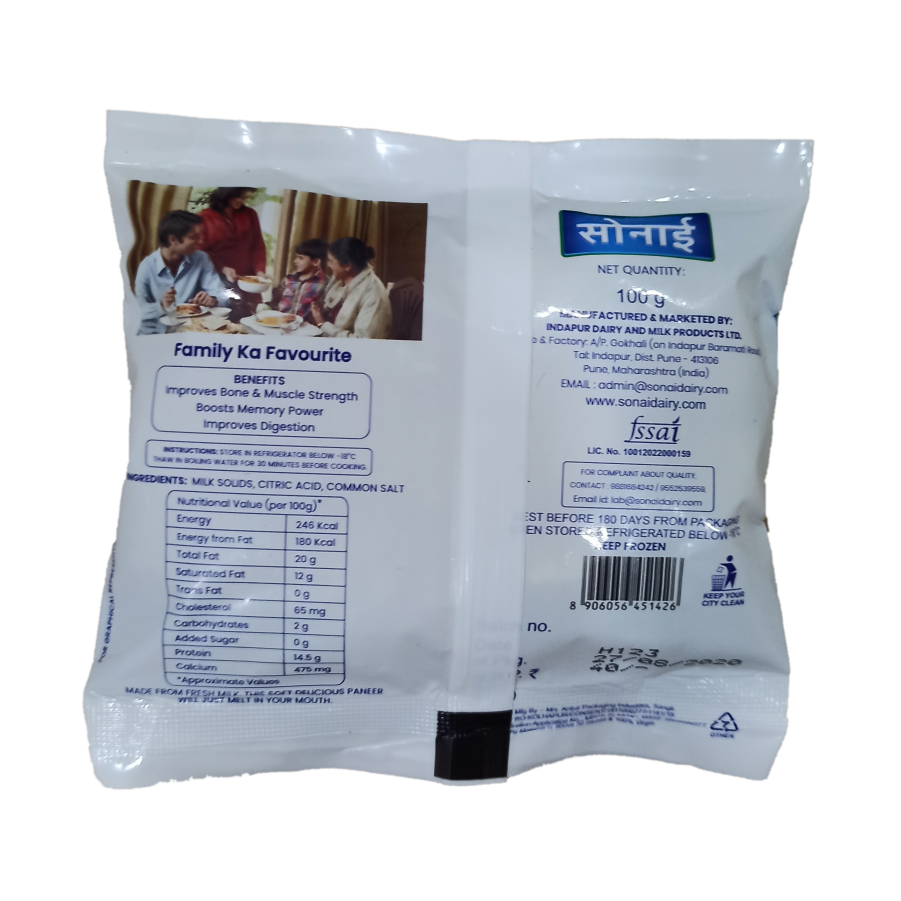 Family Ka Favourite
BENEFITS
Improves Bone & Muscle Strength
Boosts Memory Power
Improves Digestion
INSTRUCTIONS: STORE IN REFRIGERATOR BELOW -18°C
THAW IN BOILING WATER FOR 30 MINUTES BEFORE COOKING.
NGREDIENTS: MILK SOLIDS, CITRIC ACID, COMMON SALT
Nutritional Value (per 100g)*
Energy 246 Kcal
Energy from Fat 180 Kcal
Total Fat 20 g
Saturated Fat 12 g
Trans Fat 0 g
Cholesterol 65 mg
Carbohydrates 2 g
Added Sugar 0 g
Protein 14.5 g
Calcium 475 mg
*Approximate Values
MADE FROM FRESH MILK, THIS SOFT DELICIOUS PANEER
WILL JUST MELT IN YOUR MOUTH.
सोनाई
NET QUANTITY:
100 g
MANUFACTURED & MARKETED BY:
INDAPUR DAIRY AND MILK PRODUCTS LTD.
& Factory: A/P. Gokhali (on Indapur Baramati
Tal: Indapur, Dist. Pune - 413106
Pune, Maharashtra (India)
EMAIL : admin@sonaidairy.com
www.sonaidairy.com
fssai
LIC. No. 10012022000159
FOR COMPLAINT ABOUT QUALITY.
CONTACT : 9881684242 / 9552539558,
Email id: lab@sonaidairy.com
EST BEFORE 180 DAYS FROM PACKAGING
EN STORED REFRIGERATED BELOW
KEEP FROZEN
8 906056 451426
KEEP YOUR
CITY CLEAN
no.
H123
27 08 2020
40
OTHER